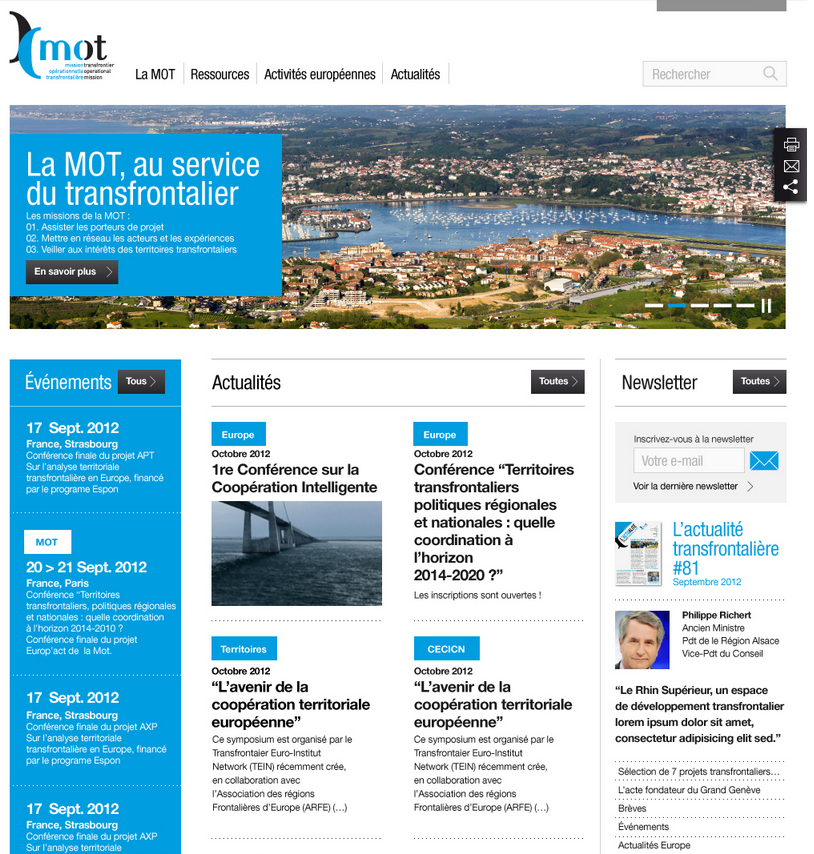 mot
mission transfrontier
opérationnelle operational
transfrontalière mission
La MOT
Ressources
Activités européennes
Actualités
Rechercher
La MOT, au service
du transfrontalier
Les missions de la MOT :
01. Assister les porteurs de projet
02. Mettre en réseau les acteurs et les expériences
03. Veiller aux intérêts des territoires transfrontaliers
En savoir plus
Événements
Tous
17 Sept. 2012
France, Strasbourg
Conférence finale du projet APT
Sur l'analyse territoriale
transfrontalière en Europe, financé
par le programe Espon
MOT
20 > 21 Sept. 2012
France, Paris
Conférence “Territoires
transfrontaliers, politiques régionales
et nationales : quelle coordination
à l'horizon 2014-2010 ?
Conférence finale du projet
Europ'act de la Mot.
17 Sept. 2012
France, Strasbourg
Conférence finale du projet AXP
Sur l'analyse territoriale
transfrontalière en Europe, financé
par le programe Espon
17 Sept. 2012
France, Strasbourg
Conférence finale du projet AXP
Sur l'analyse territoriale
Actualités
Toutes
Europe
Octobre 2012
1re Conférence sur la
Coopération Intelligente
Europe
Octobre 2012
Conférence “Territoires
transfrontaliers
politiques régionales
et nationales : quelle
coordination à
l'horizon
2014-2020 ?”
Les inscriptions sont ouvertes !
Territoires
Octobre 2012
“L'avenir de la
coopération territoriale
européenne”
Ce symposium est organisé par le
Transfrontaier Euro-Institut
Network (TEIN) récemment crée,
en collaboration avec
l'Association des régions
Frontalières d'Europe (ARFE) (…)
CECICN
Octobre 2012
“L'avenir de la
coopération territoriale
européenne”
Ce symposium est organisé par le
Transfrontaier Euro-Institut
Network (TEIN) récemment crée,
en collaboration avec
l'Association des régions
Frontalières d'Europe (ARFE) (…)
Newsletter
Toutes
Inscrivez-vous à la newsletter
Votre e-mail
Voir la dernière newsletter
L'actualité
transfrontalière
#81
Septembre 2012
Philippe Richert
Ancien Ministre
Pdt de le Région Alsace
Vice-Pdt du Conseil
“Le Rhin Supérieur, un espace
de développement transfrontalier
lorem ipsum dolor sit amet,
consectetur adipisicing elit sed.”
Sélection de 7 projets transfrontaliers…
L'acte fondateur du Grand Genève
Brèves
Événements
Actualités Europe